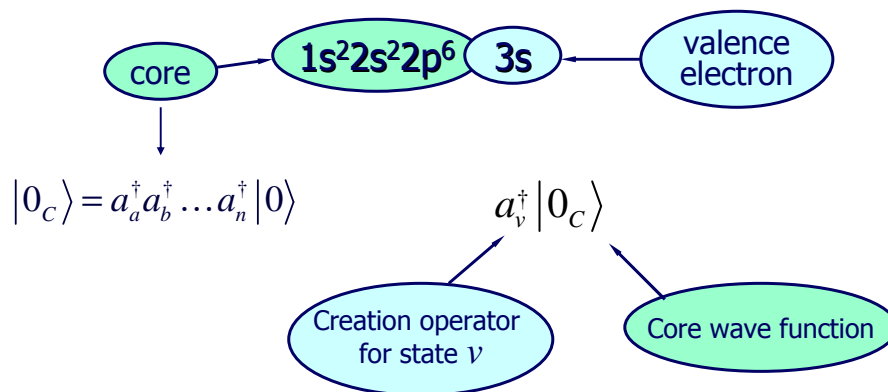 core
1s²2s²2p⁶ 3s
valence
electron
|0_C⟩ = a_a^† a_b^† … a_n^† |0⟩
a_v^† |0_C⟩
Creation operator
for state v
Core wave function